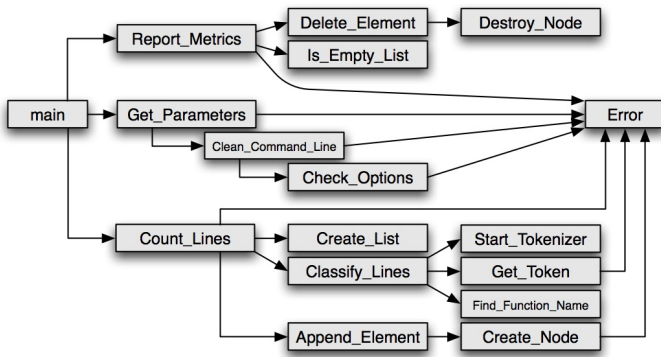 Delete_Element
Destroy_Node
Report_Metrics
Is_Empty_List
main
Get_Parameters
Error
Clean_Command_Line
Check_Options
Count_Lines
Create_List
Start_Tokenizer
Classify_Lines
Get_Token
Find_Function_Name
Append_Element
Create_Node